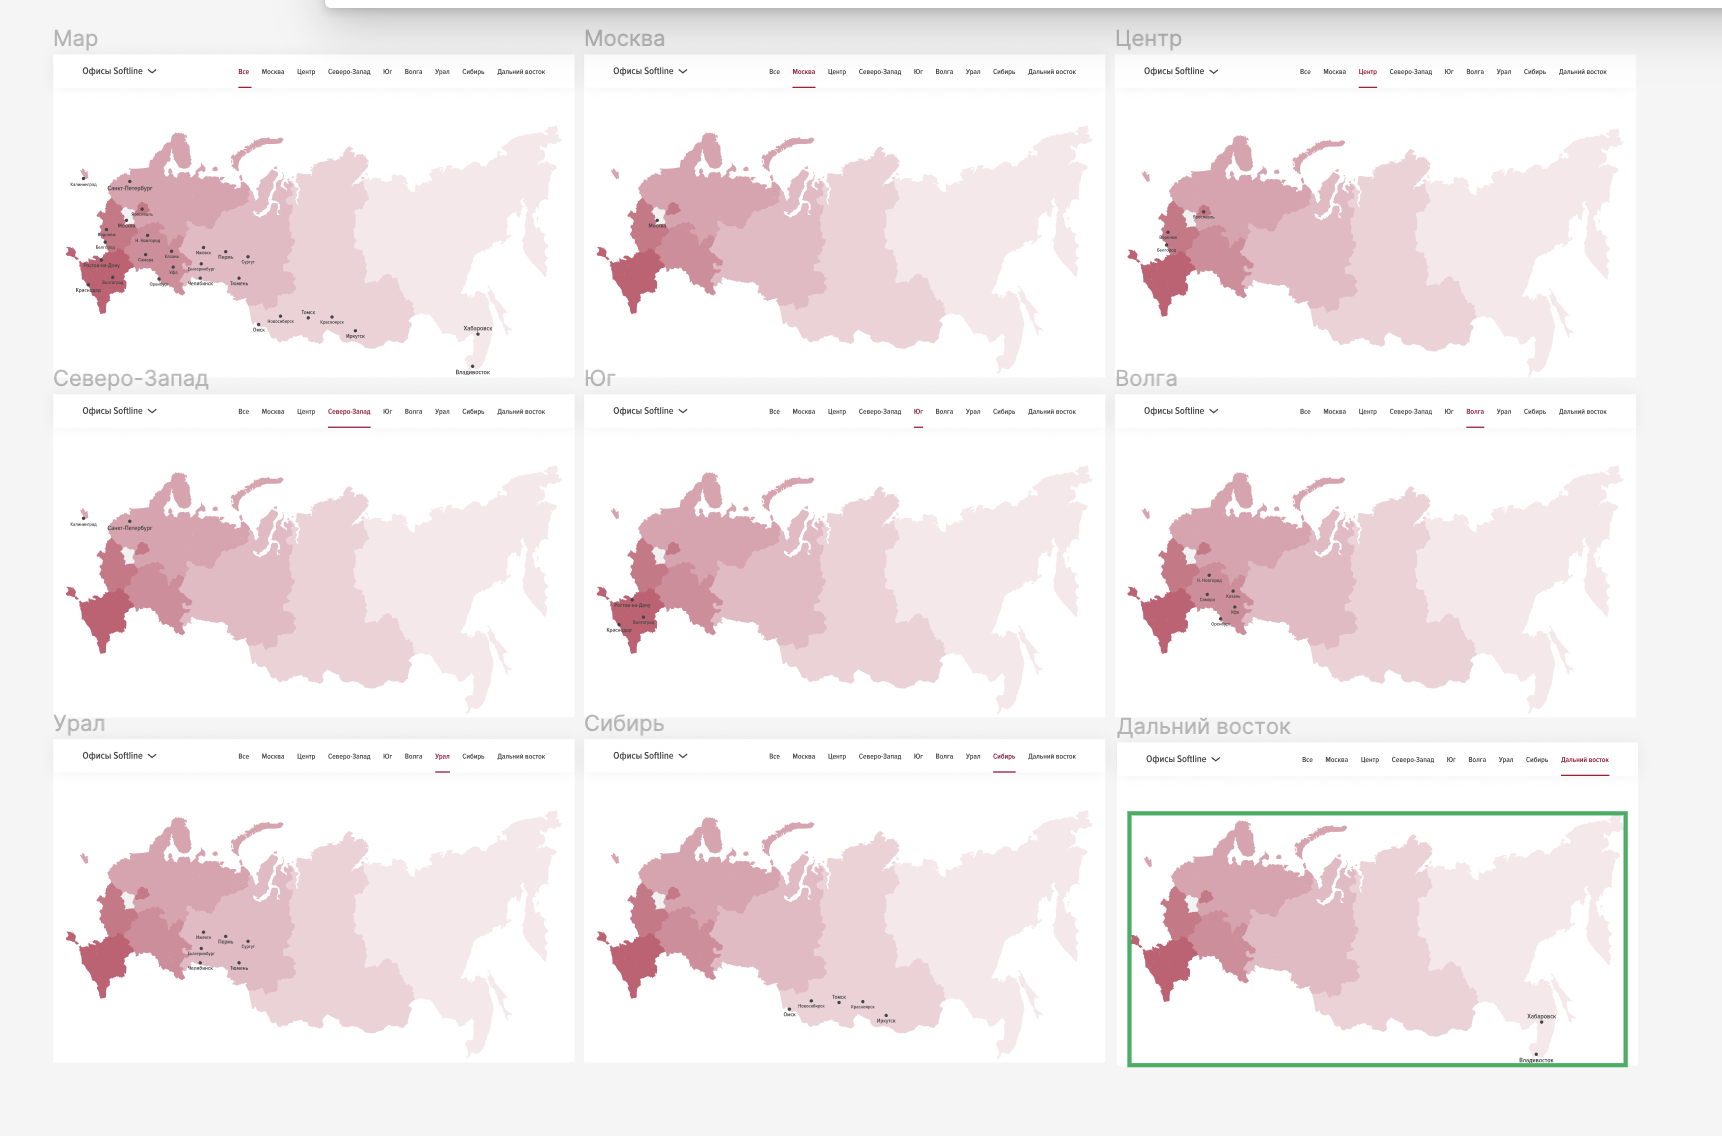 Map
Офисы Softline
Все Москва Центр Северо-Запад Юг Волга Урал Сибирь Дальний восток
Калининград
Санкт-Петербург
Ярославль
Москва
Воронеж
Н. Новгород
Белгород
Ижевск
Казань
Пермь
Самара
Сургут
Ростов-на-Дону
Екатеринбург
Уфа
Волгоград
Оренбург
Челябинск
Тюмень
Краснодар
Томск
Новосибирск
Красноярск
Омск
Иркутск
Хабаровск
Владивосток
Москва
Офисы Softline
Все Москва Центр Северо-Запад Юг Волга Урал Сибирь Дальний восток
Москва
Центр
Офисы Softline
Все Москва Центр Северо-Запад Юг Волга Урал Сибирь Дальний восток
Ярославль
Воронеж
Белгород
Северо-Запад
Офисы Softline
Все Москва Центр Северо-Запад Юг Волга Урал Сибирь Дальний восток
Калининград
Санкт-Петербург
Юг
Офисы Softline
Все Москва Центр Северо-Запад Юг Волга Урал Сибирь Дальний восток
Ростов-на-Дону
Волгоград
Краснодар
Волга
Офисы Softline
Все Москва Центр Северо-Запад Юг Волга Урал Сибирь Дальний восток
Н. Новгород
Казань
Самара
Уфа
Оренбург
Урал
Офисы Softline
Все Москва Центр Северо-Запад Юг Волга Урал Сибирь Дальний восток
Ижевск
Пермь
Сургут
Екатеринбург
Челябинск
Тюмень
Сибирь
Офисы Softline
Все Москва Центр Северо-Запад Юг Волга Урал Сибирь Дальний восток
Томск
Новосибирск
Красноярск
Омск
Иркутск
Дальний восток
Офисы Softline
Все Москва Центр Северо-Запад Юг Волга Урал Сибирь Дальний восток
Хабаровск
Владивосток